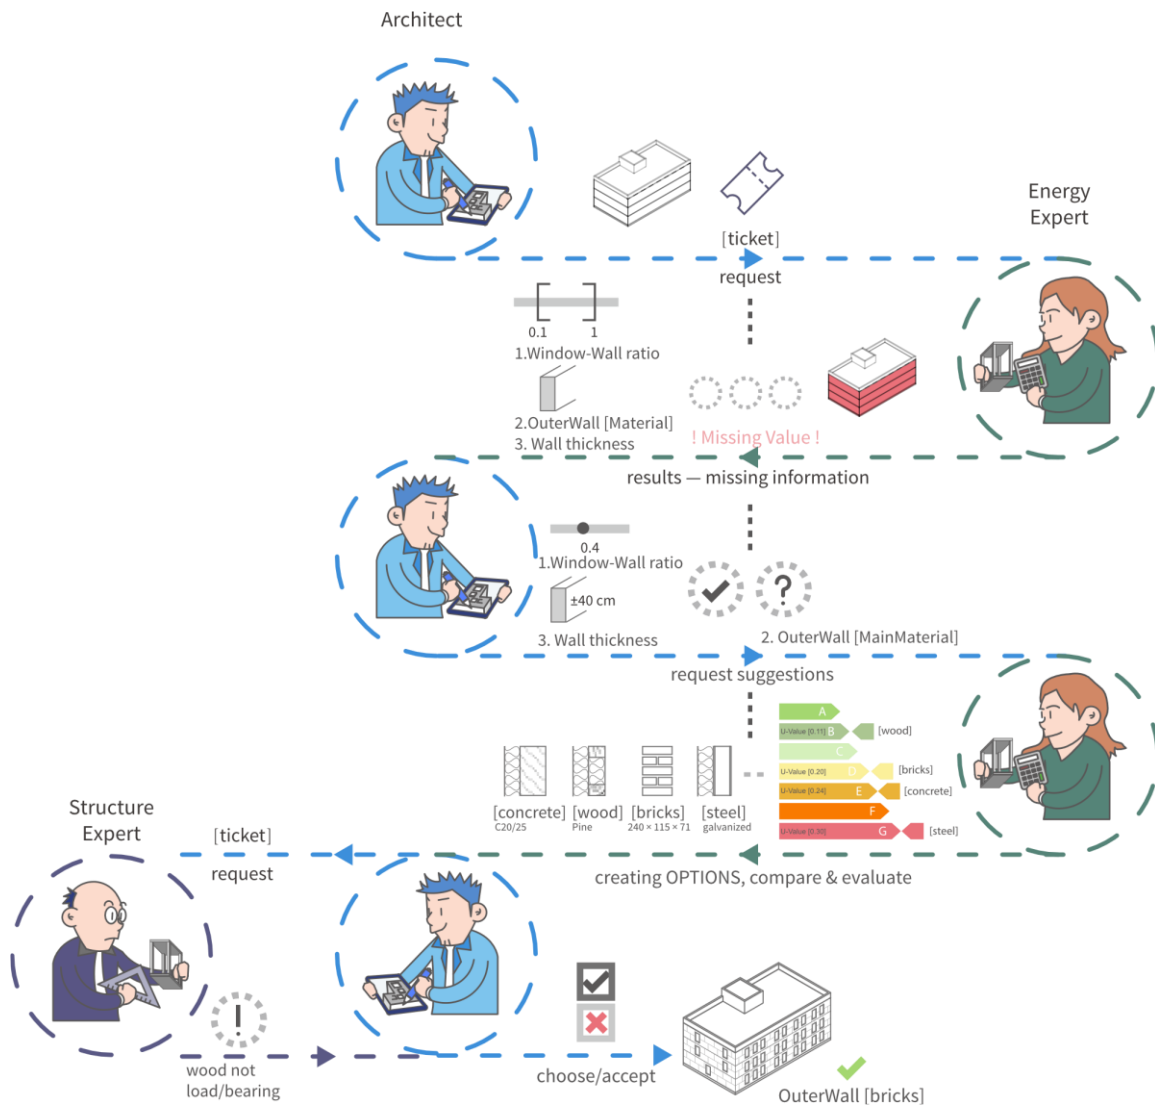 Architect
Energy
Expert
[ticket]
request
0.1
1
1.Window-Wall ratio
2.OuterWall [Material]
3. Wall thickness
! Missing Value !
results — missing information
0.4
1.Window-Wall ratio
±40 cm
?
3. Wall thickness
2. OuterWall [MainMaterial]
request suggestions
A
U-Value [0.11] B
[wood]
C
U-Value [0.20] D
[bricks]
U-Value [0.24] E
[concrete]
F
U-Value [0.30] G
[steel]
[concrete]
C20/25
[wood]
Pine
[bricks]
240 × 115 × 71
[steel]
galvanized
Structure
Expert
[ticket]
request
creating OPTIONS, compare & evaluate
!
wood not
load/bearing
choose/accept
OuterWall [bricks]